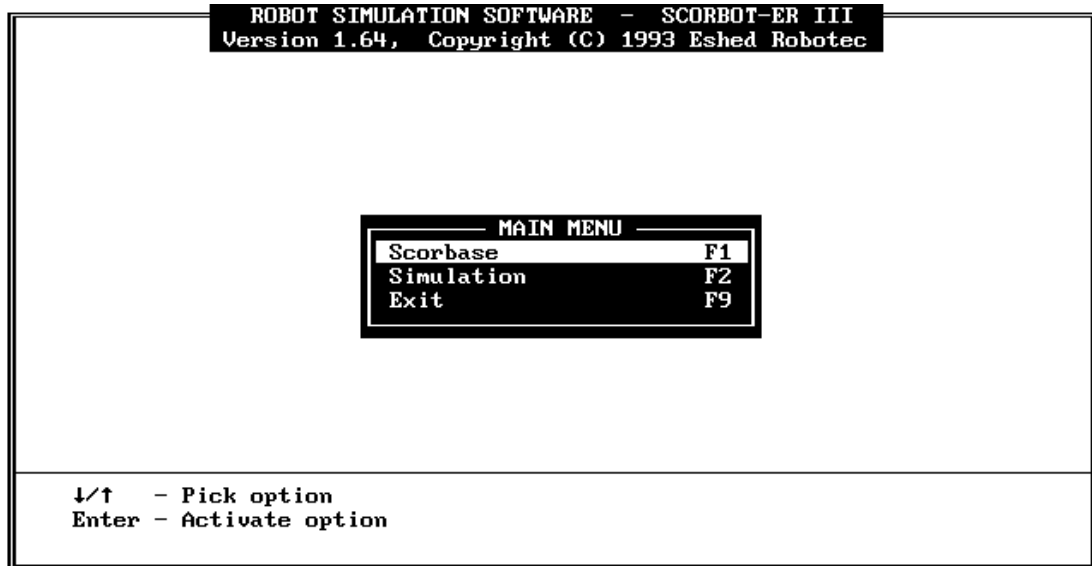 ROBOT SIMULATION SOFTWARE - SCORBOT-ER III
Version 1.64, Copyright (C) 1993 Eshed Robotec
MAIN MENU
Scorbase F1
Simulation F2
Exit F9
↓/↑ - Pick option
Enter - Activate option